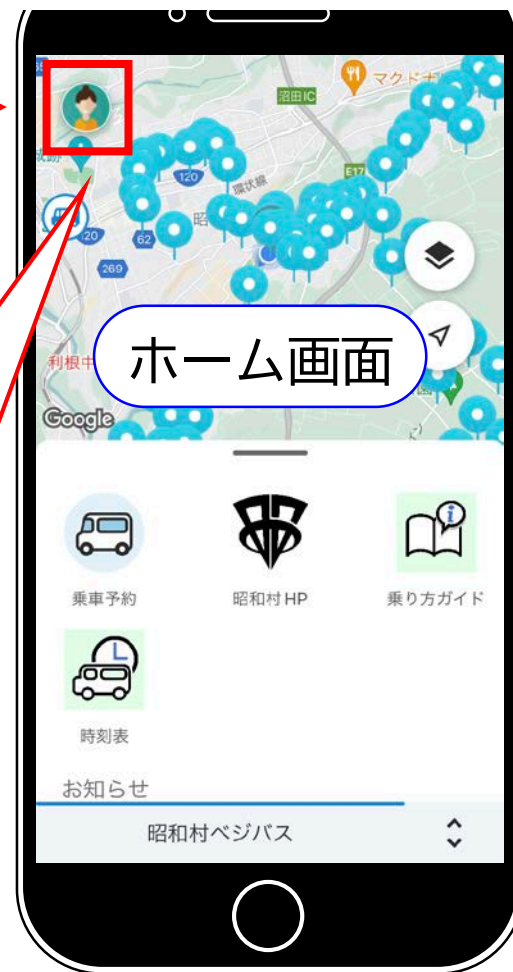 沼田IC
マクドナ
E17
120
環状線
昭
20
62
269
利根中
ホーム画面
園
Google
乗車予約
昭和村HP
乗り方ガイド
時刻表
お知らせ
昭和村ベジバス